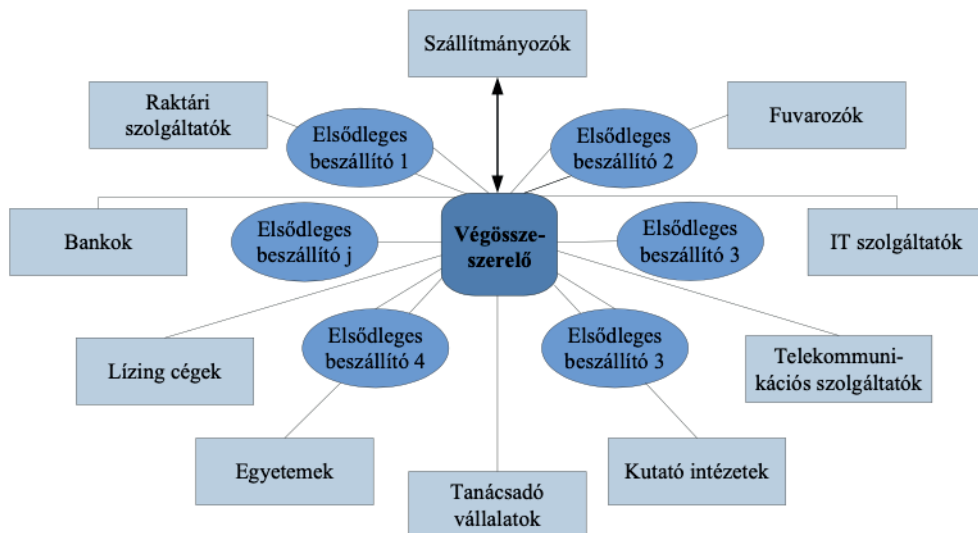 Szállítmányozók
Raktári
szolgáltatók
Elsődleges
beszállító 1
Elsődleges
beszállító 2
Fuvarozók
Bankok
Elsődleges
beszállító j
Végössze-
szerelő
Elsődleges
beszállító 3
IT szolgáltatók
Lízing cégek
Elsődleges
beszállító 4
Elsődleges
beszállító 3
Telekommuni-
kációs szolgáltatók
Egyetemek
Tanácsadó
vállalatok
Kutató intézetek